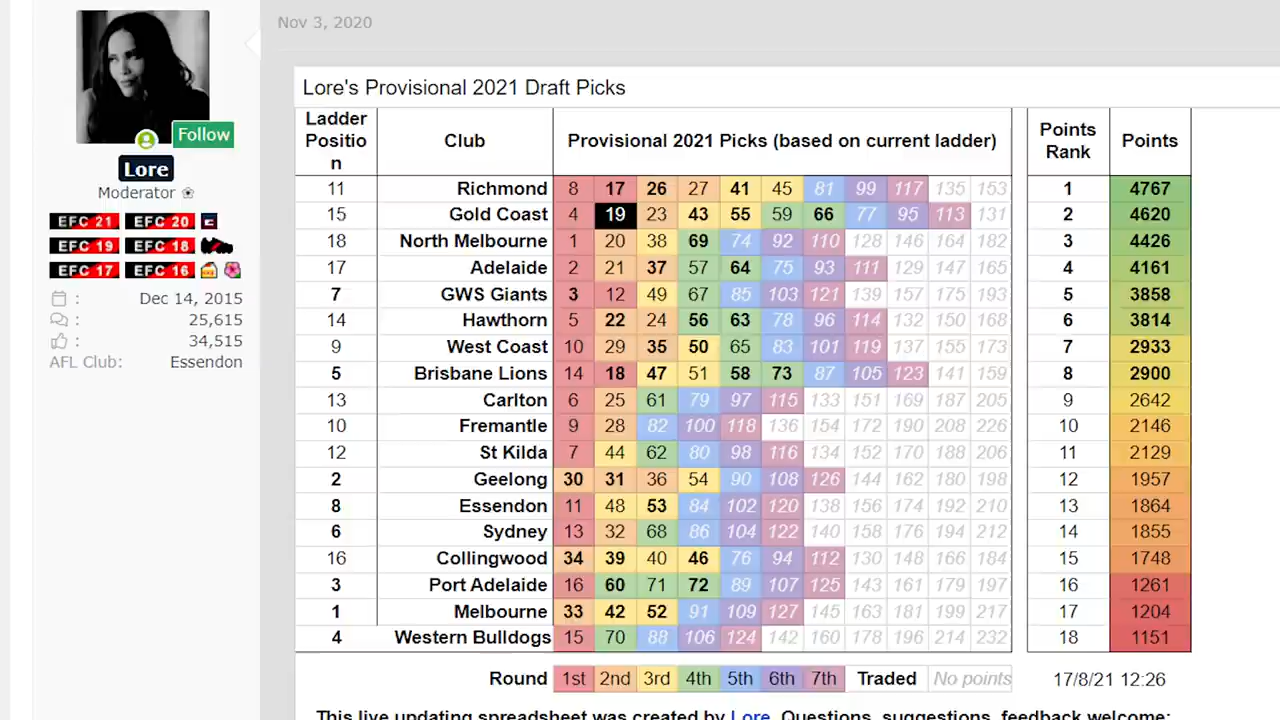 Nov 3, 2020
Follow
Lore
Moderator
EFC 21 EFC 20
EFC 19 EFC 18
EFC 17 EFC 16
: Dec 14, 2015
: 25,615
: 34,515
AFL Club: Essendon
Lore's Provisional 2021 Draft Picks
Ladder
Positio
n
Club
Provisional 2021 Picks (based on current ladder)
Points
Rank
Points
11 Richmond 8 17 26 27 41 45 81 99 117 135 153 1 4767
15 Gold Coast 4 19 23 43 55 59 66 77 95 113 131 2 4620
18 North Melbourne 1 20 38 69 74 92 110 128 146 164 182 3 4426
17 Adelaide 2 21 37 57 64 75 93 111 129 147 165 4 4161
7 GWS Giants 3 12 49 67 85 103 121 139 157 175 193 5 3858
14 Hawthorn 5 22 24 56 63 78 96 114 132 150 168 6 3814
9 West Coast 10 29 35 50 65 83 101 119 137 155 173 7 2933
5 Brisbane Lions 14 18 47 51 58 73 87 105 123 141 159 8 2900
13 Carlton 6 25 61 79 97 115 133 151 169 187 205 9 2642
10 Fremantle 9 28 82 100 118 136 154 172 190 208 226 10 2146
12 St Kilda 7 44 62 80 98 116 134 152 170 188 206 11 2129
2 Geelong 30 31 36 54 90 108 126 144 162 180 198 12 1957
8 Essendon 11 48 53 84 102 120 138 156 174 192 210 13 1864
6 Sydney 13 32 68 86 104 122 140 158 176 194 212 14 1855
16 Collingwood 34 39 40 46 76 94 112 130 148 166 184 15 1748
3 Port Adelaide 16 60 71 72 89 107 125 143 161 179 197 16 1261
1 Melbourne 33 42 52 91 109 127 145 163 181 199 217 17 1204
4 Western Bulldogs 15 70 88 106 124 142 160 178 196 214 232 18 1151
Round 1st 2nd 3rd 4th 5th 6th 7th Traded No points 17/8/21 12:26
This live updating spreadsheet was created by Lore. Questions, suggestions, feedback welcome: